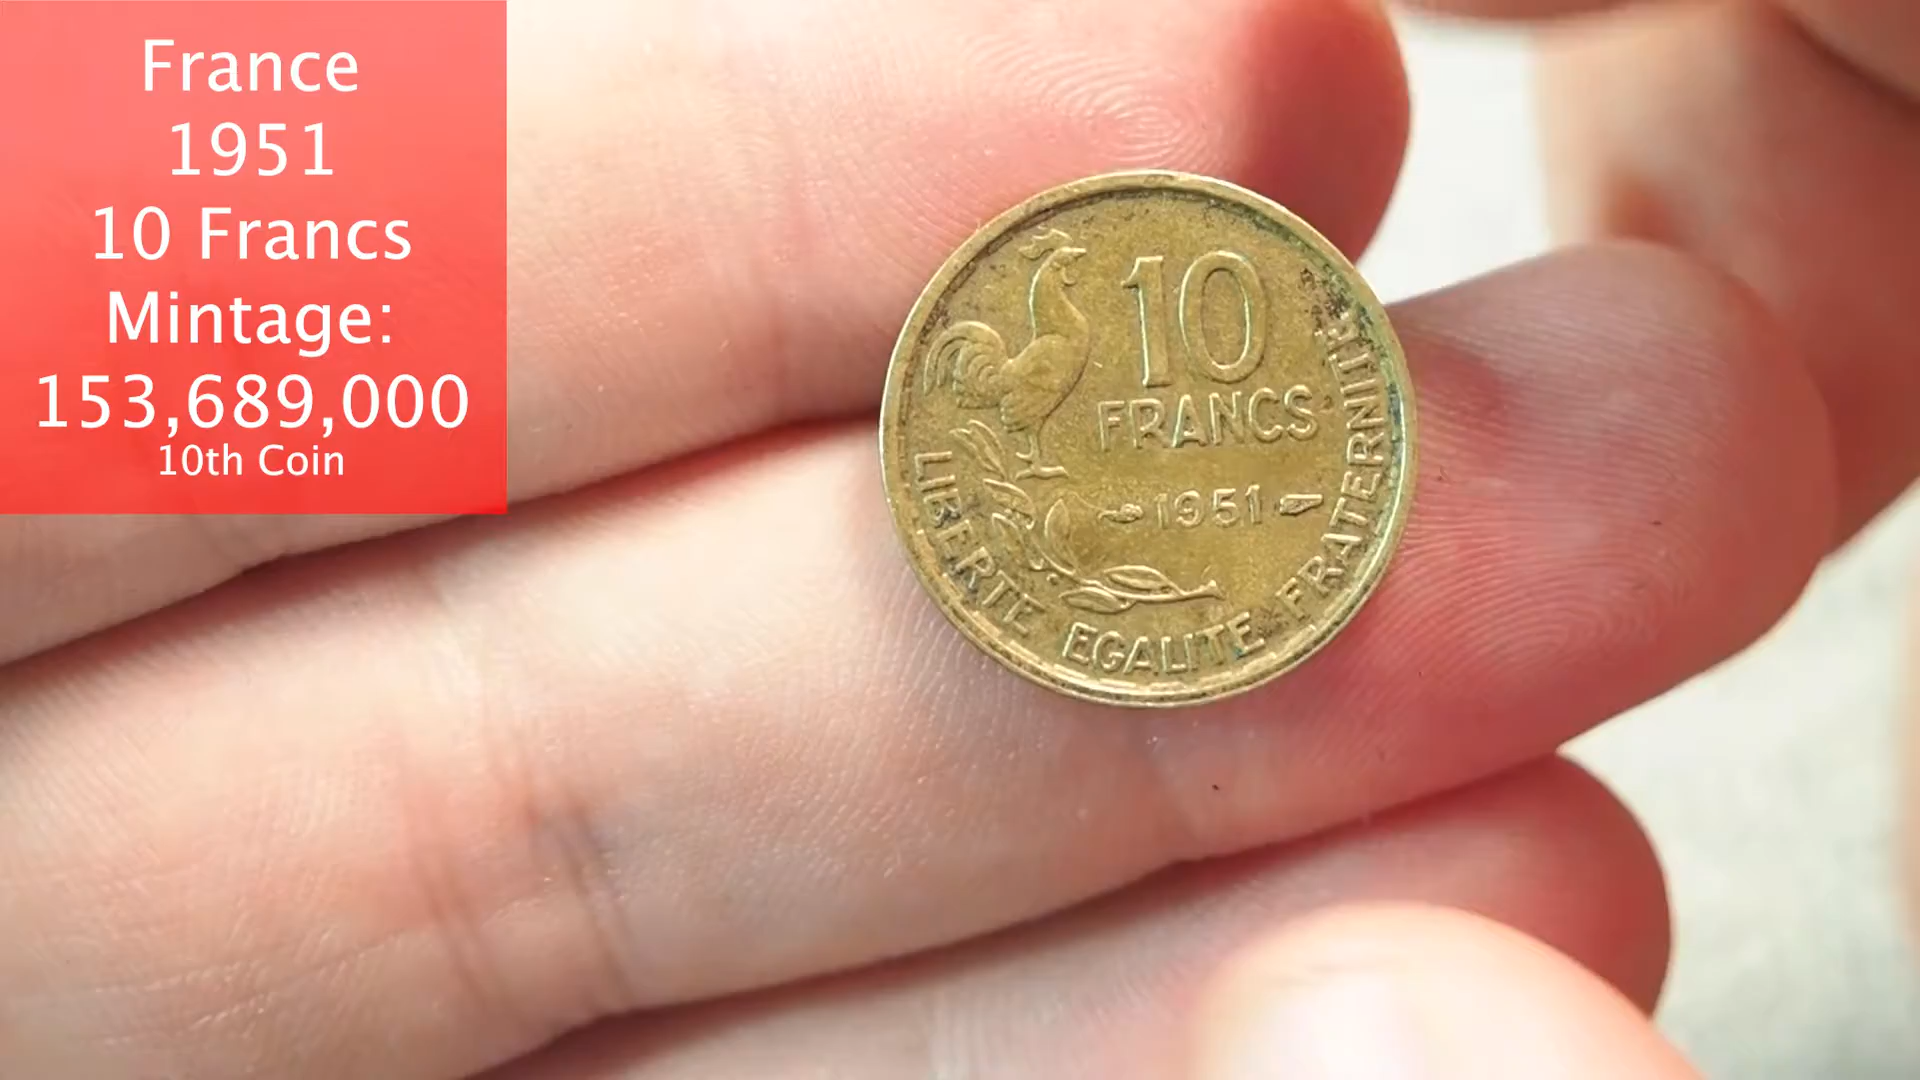 France
1951
10 Francs
Mintage:
153,689,000
10th Coin
10
FRANCS
1951
LIBERTE EGALITE FRATERNITE